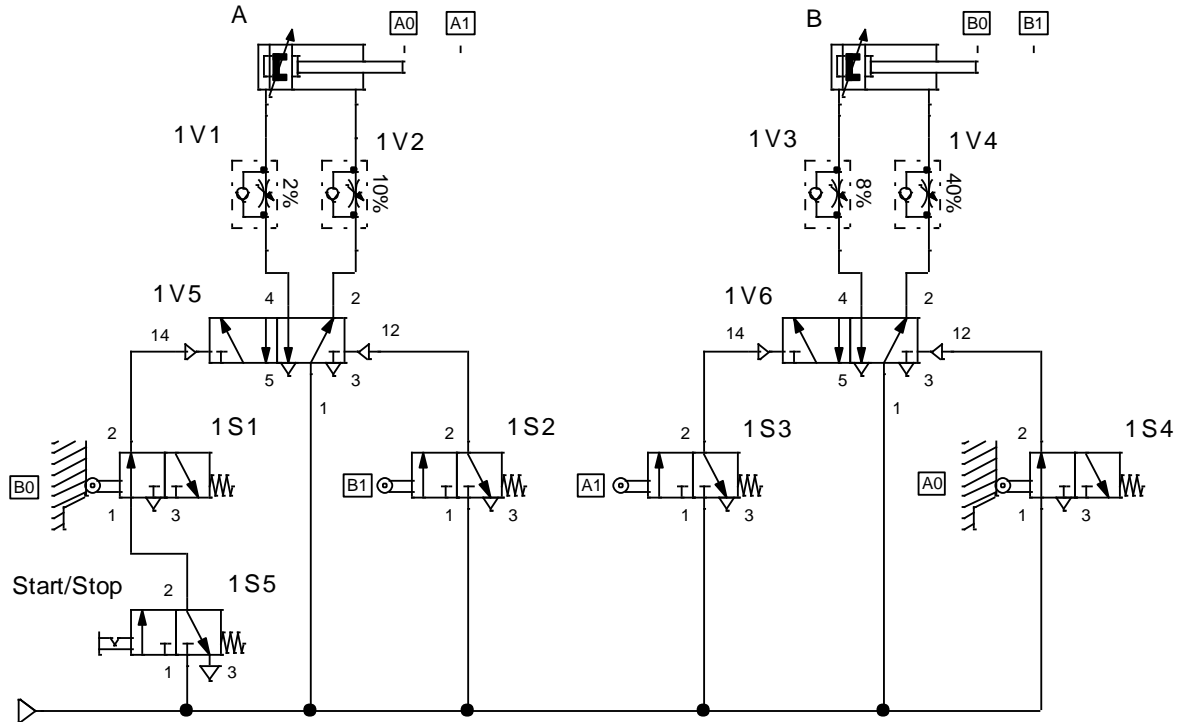 A A0 A1 B B0 B1
1V1 1V2 1V3 1V4
2% 10% 8% 40%
1V5 4 2 1V6 4 2
14 12 14 12
5 3 5 3
1 1
2 1S1 2 1S2 2 1S3 2 1S4
B0 B1 A1 A0
1 3 1 3 1 3 1 3
Start/Stop 2 1S5
1 3